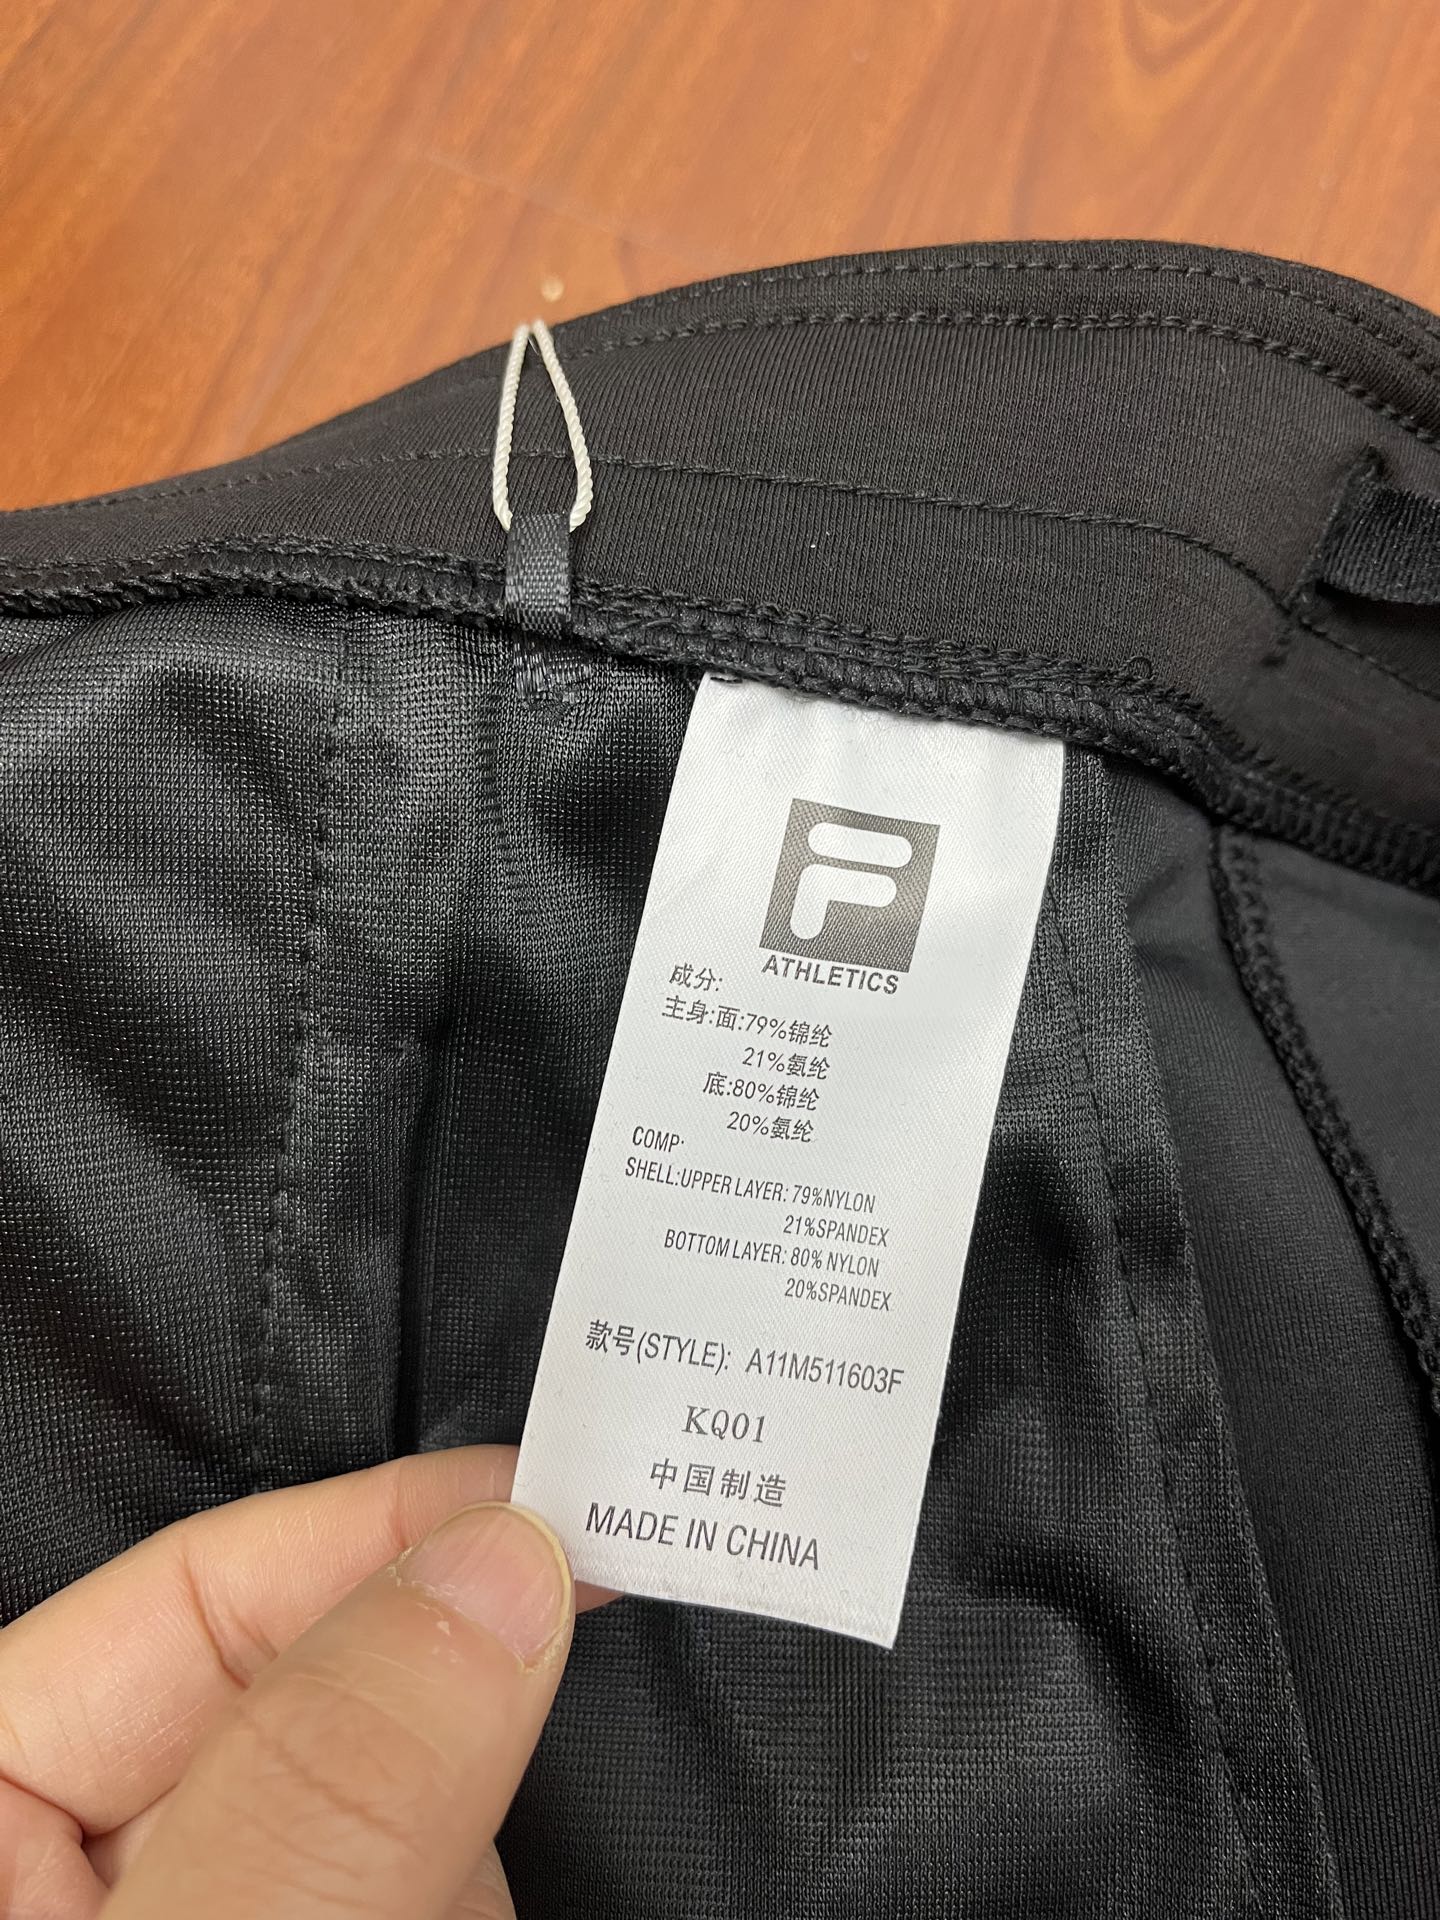 F
ATHLETICS
成分:
主身:面:79%锦纶
21%氨纶
底:80%锦纶
20%氨纶
COMP:
SHELL:UPPER LAYER: 79%NYLON
21%SPANDEX
BOTTOM LAYER: 80% NYLON
20%SPANDEX
款号(STYLE): A11M511603F
KQ01
中国制造
MADE IN CHINA